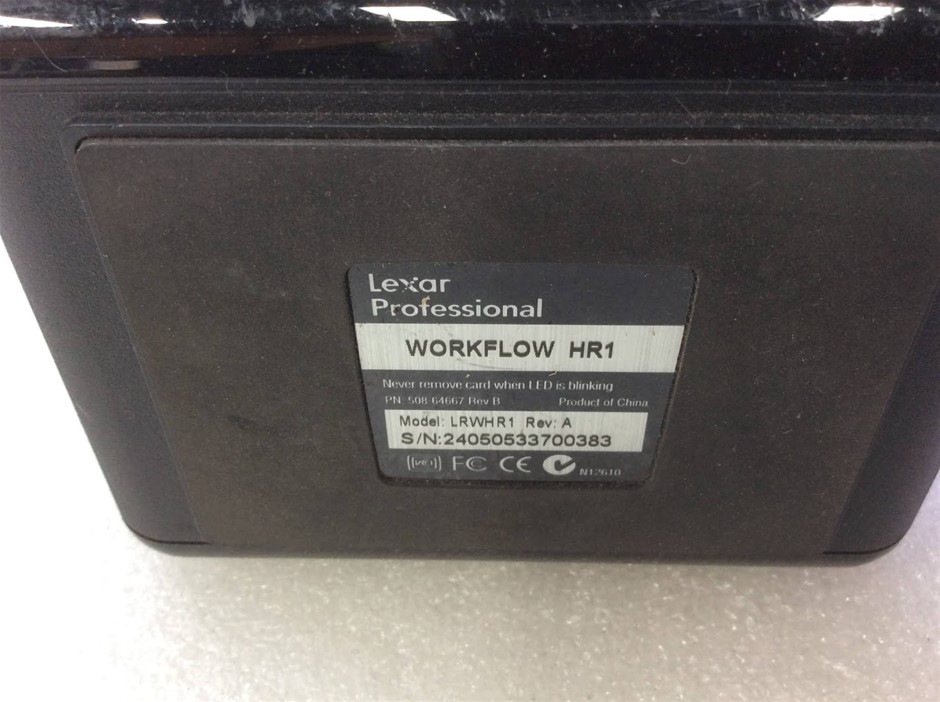 Lexar
Professional
WORKFLOW HR1
Never remove card when LED is blinking
PN: 508-64667 Rev B Product of China
Model: LRWHR1 Rev: A
S/N:24050533700383
FC CE N12610